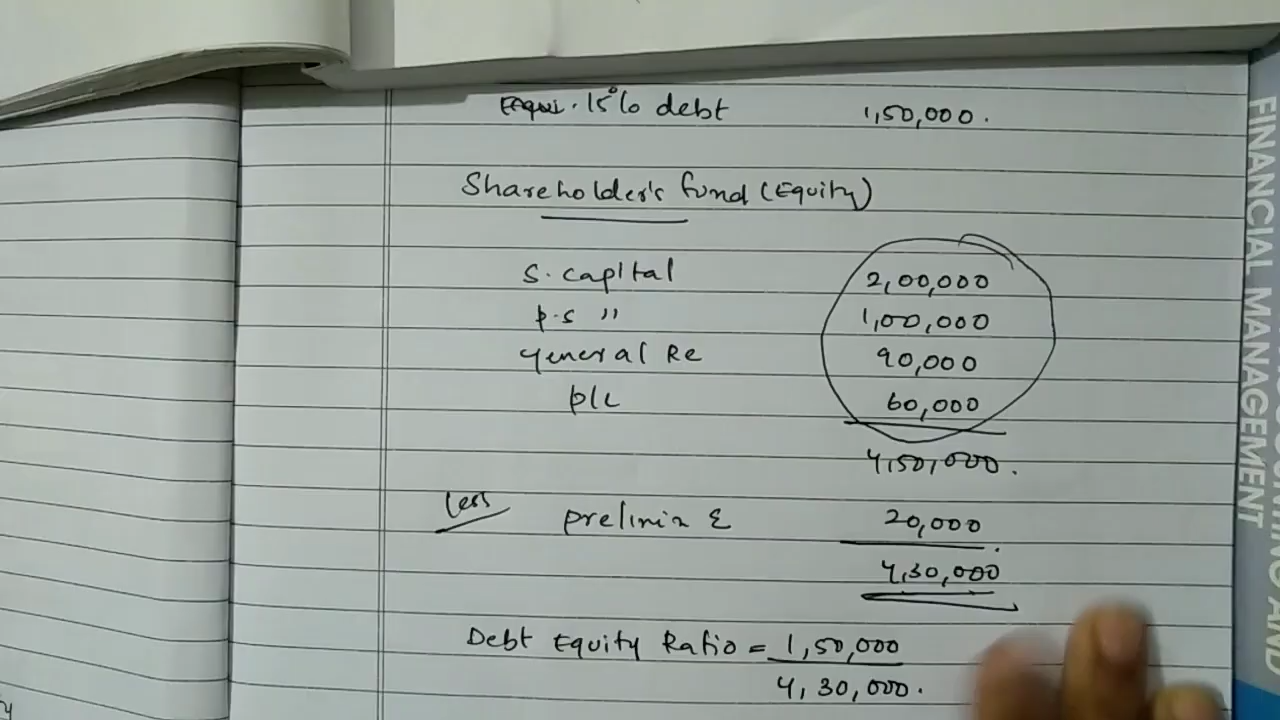 15% debt 1,50,000.
Shareholder's fund (Equity)
S. capital 2,00,000
p.s " 1,00,000
General Re 90,000
P/L 60,000
4,50,000.
Less prelimin E 20,000
4,30,000
Debt Equity Ratio = 1,50,000
4,30,000.
FINANCIAL MANAGEMENT